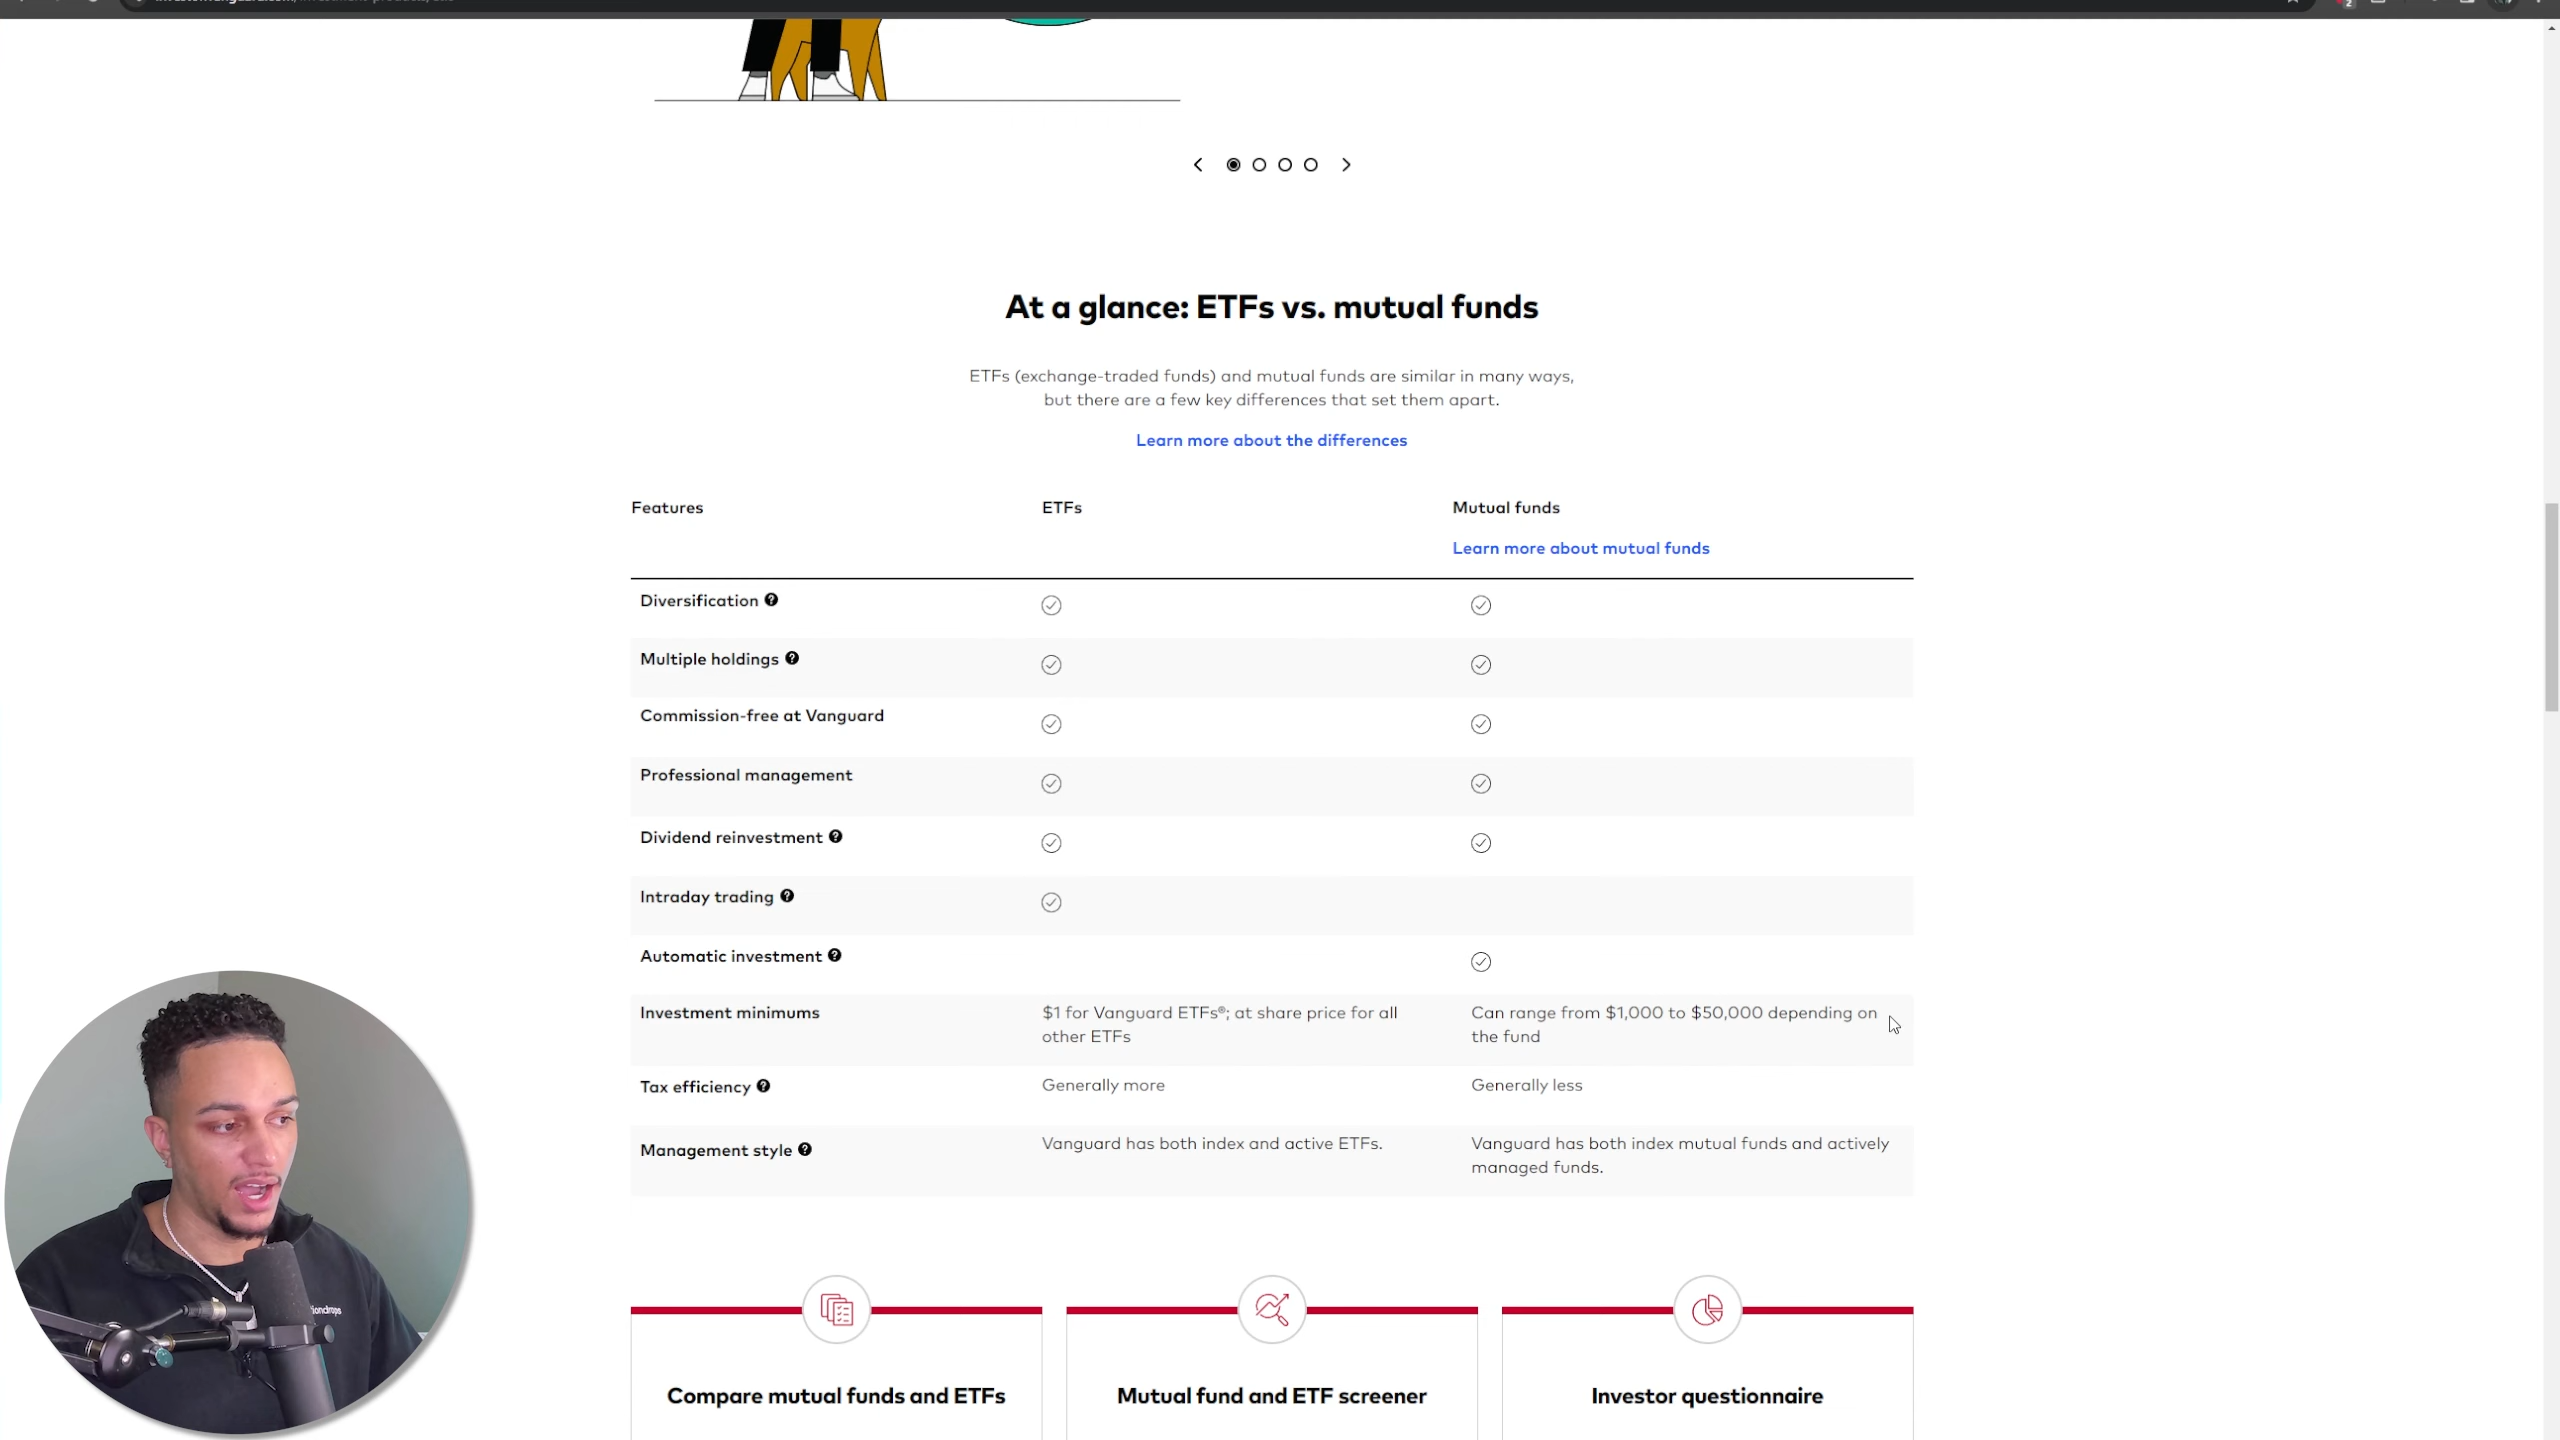 At a glance: ETFs vs. mutual funds
ETFs (exchange-traded funds) and mutual funds are similar in many ways,
but there are a few key differences that set them apart.
Learn more about the differences
Features ETFs Mutual funds
Learn more about mutual funds
Diversification ?
Multiple holdings ?
Commission-free at Vanguard
Professional management
Dividend reinvestment ?
Intraday trading ?
Automatic investment ?
Investment minimums $1 for Vanguard ETFs®; at share price for all Can range from $1,000 to $50,000 depending on
other ETFs the fund
Tax efficiency ? Generally more Generally less
Management style ? Vanguard has both index and active ETFs. Vanguard has both index mutual funds and actively
managed funds.
Compare mutual funds and ETFs Mutual fund and ETF screener Investor questionnaire